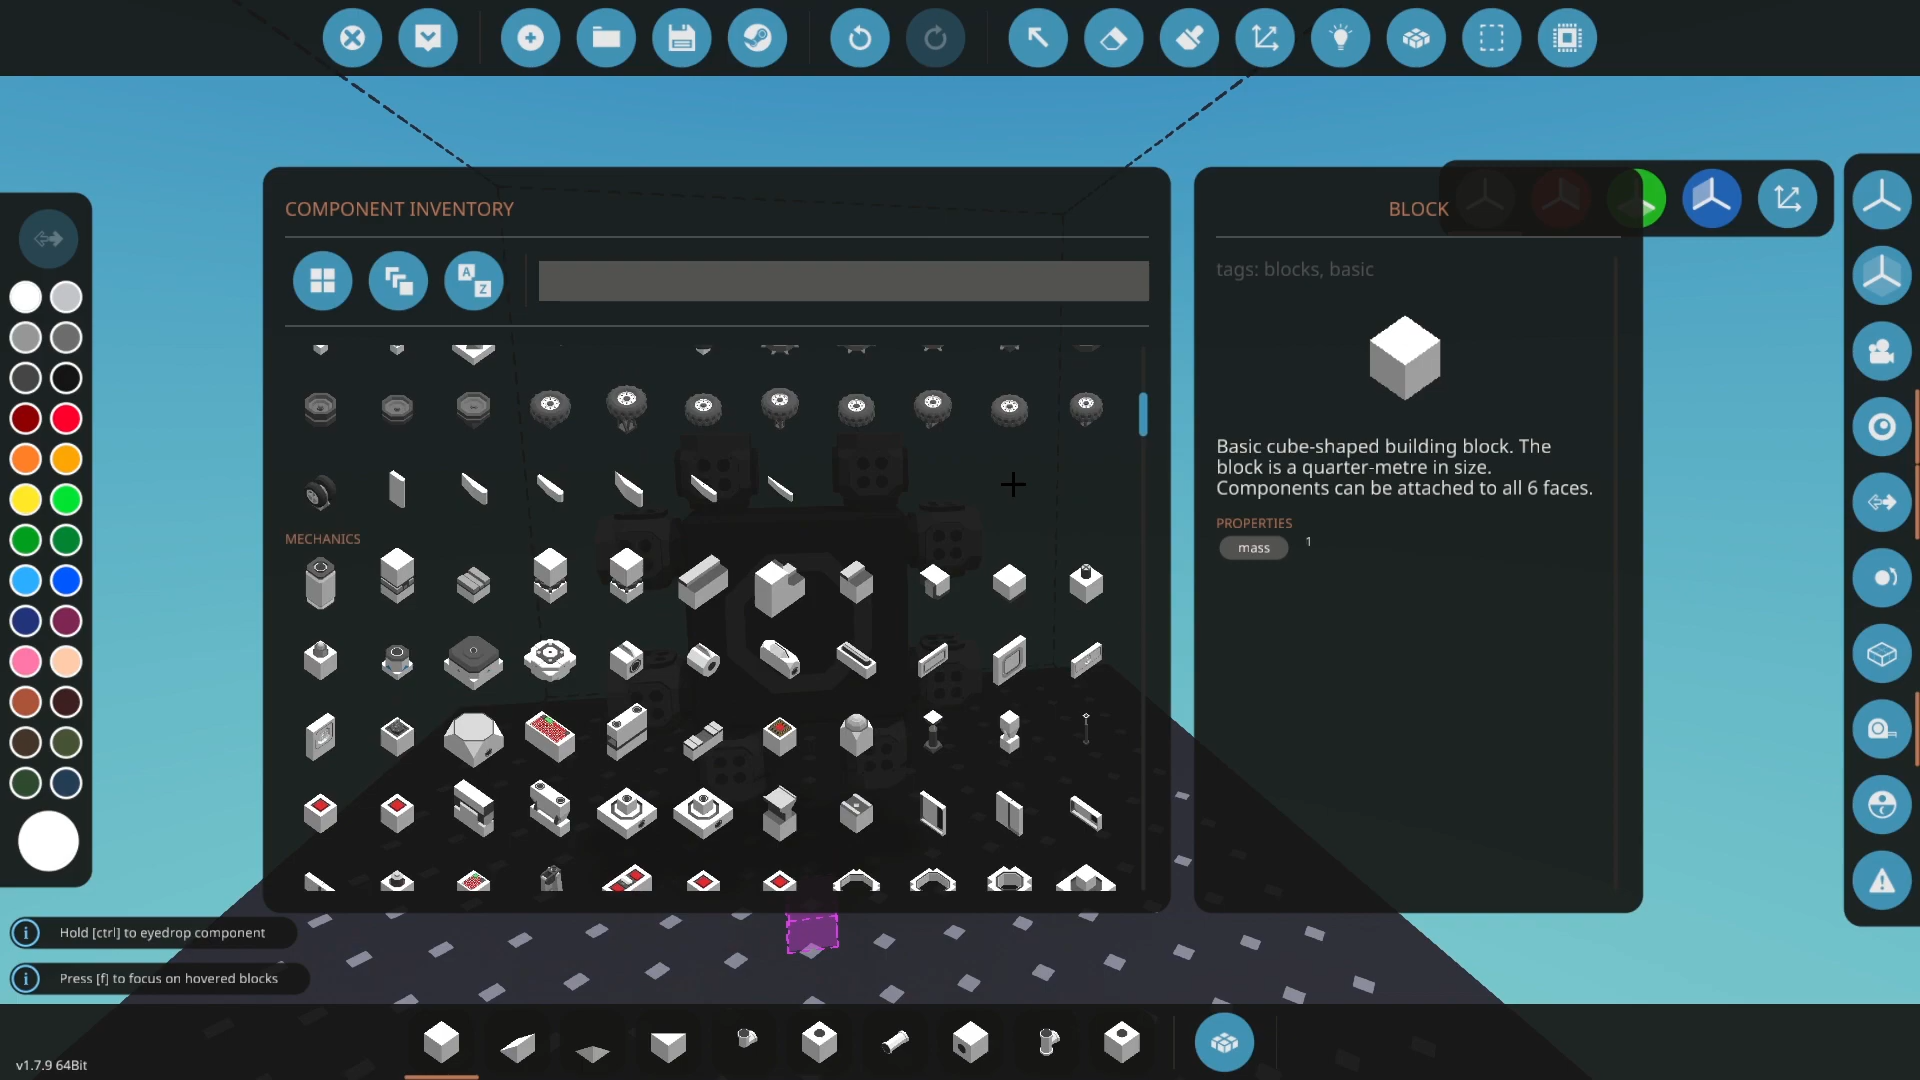 COMPONENT INVENTORY
A
Z
MECHANICS
BLOCK
tags: blocks, basic
Basic cube-shaped building block. The
block is a quarter-metre in size.
Components can be attached to all 6 faces.
PROPERTIES
mass 1
Hold [ctrl] to eyedrop component
Press [f] to focus on hovered blocks
v1.7.9 64Bit